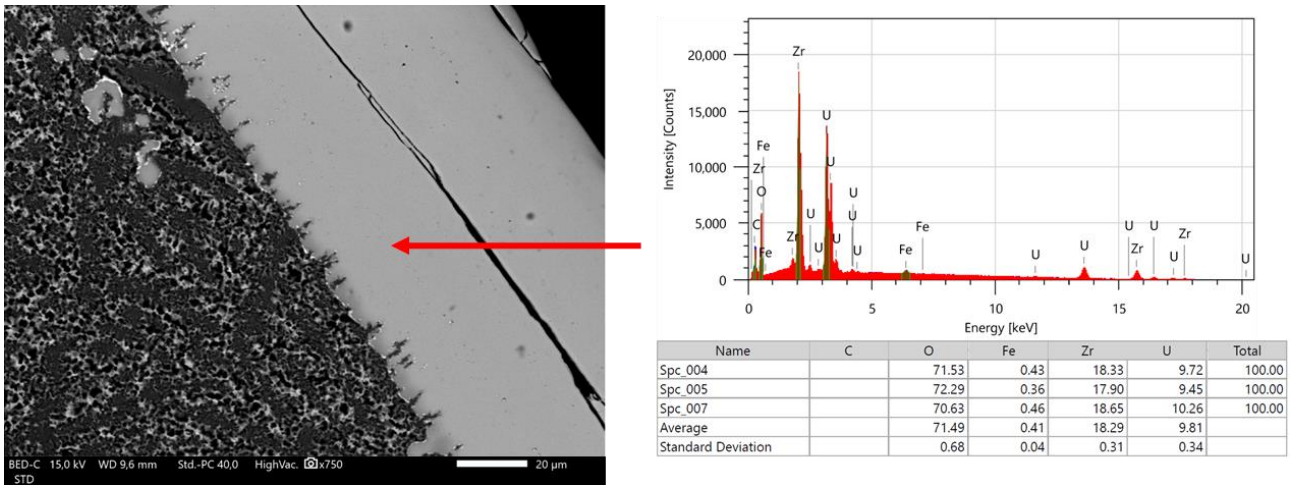 BED-C 15,0 kV WD 9,6 mm Std.-PC 40,0 HighVac. x750 20 µm
STD
Intensity [Counts]
20,000
15,000
10,000
5,000
0
Zr
U
U
Fe
Zr
O
C
Fe
Zr
U
U
U
U
U
U
Fe
Fe
U
U
U
U
Zr
U
Zr
U
0 5 10 15 20
Energy [keV]
Name C O Fe Zr U Total
Spc_004 71.53 0.43 18.33 9.72 100.00
Spc_005 72.29 0.36 17.90 9.45 100.00
Spc_007 70.63 0.46 18.65 10.26 100.00
Average 71.49 0.41 18.29 9.81
Standard Deviation 0.68 0.04 0.31 0.34